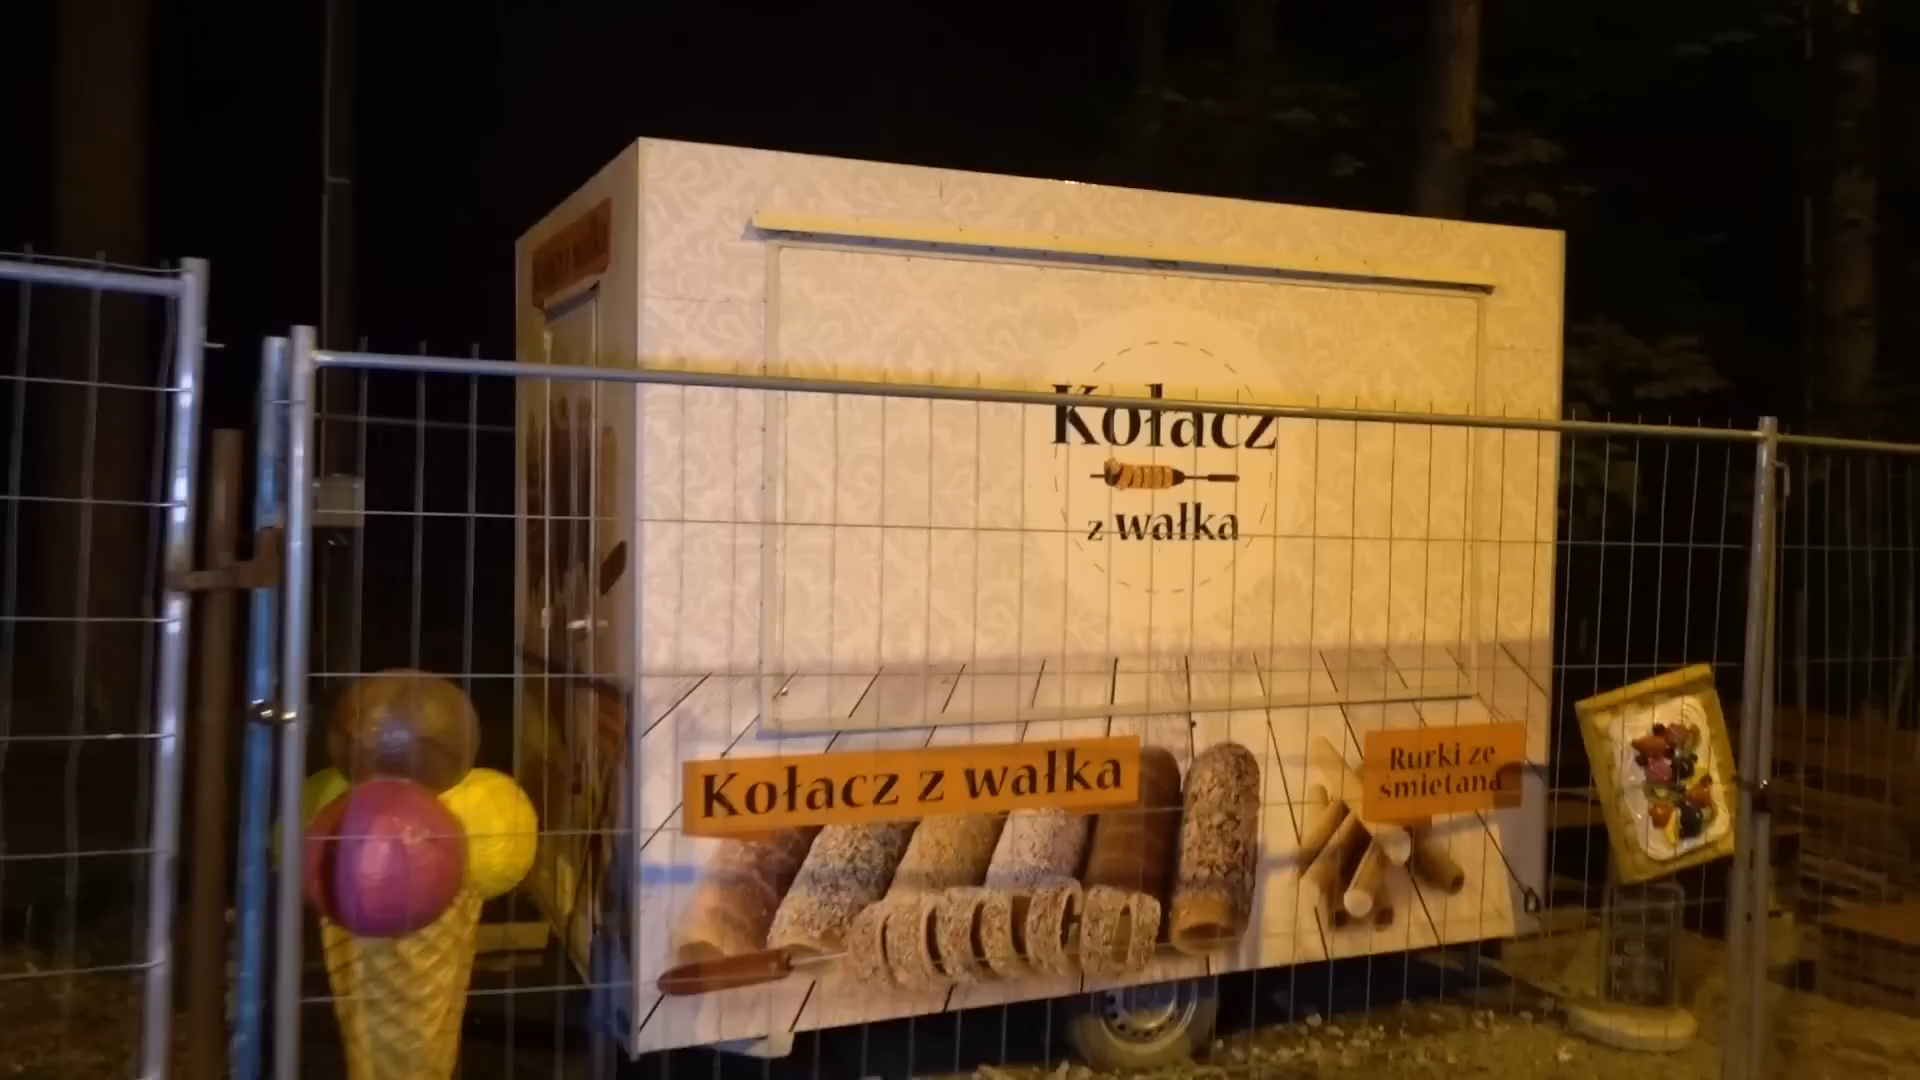 Kołacz
z wałka
Kołacz z wałka
Rurki ze
śmietaną